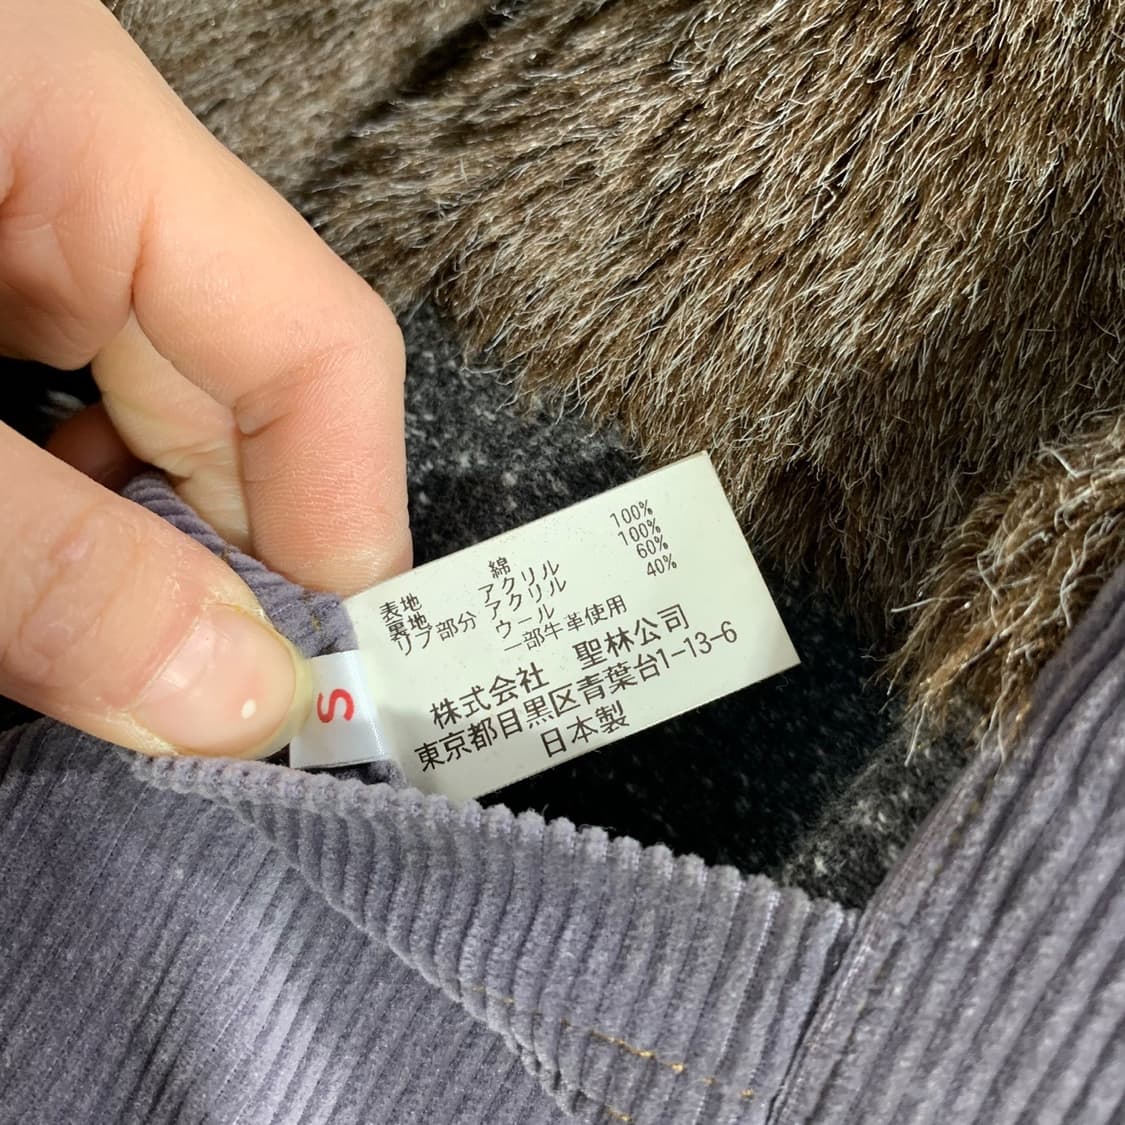 表地 綿 100%
裏地 アクリル 100%
リブ部分 アクリル 60%
ウール 40%
一部牛革使用
株式会社 聖林公司
東京都目黒区青葉台1-13-6
日本製
S